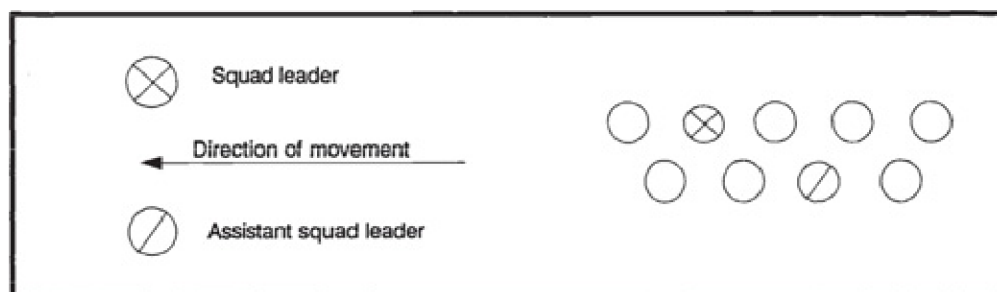 Squad leader
Direction of movement
Assistant squad leader